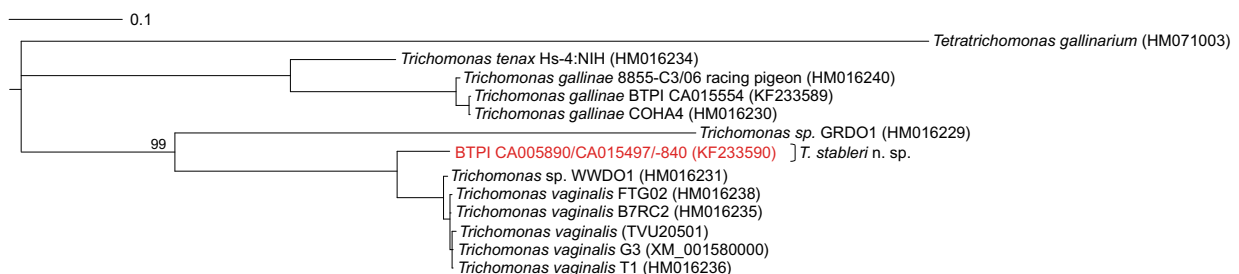 0.1
Tetratrichomonas gallinarium (HM071003)
Trichomonas tenax Hs-4:NIH (HM016234)
Trichomonas gallinae 8855-C3/06 racing pigeon (HM016240)
Trichomonas gallinae BTPI CA015554 (KF233589)
Trichomonas gallinae COHA4 (HM016230)
Trichomonas sp. GRDO1 (HM016229)
99
BTPI CA005890/CA015497/-840 (KF233590) ] T. stableri n. sp.
Trichomonas sp. WWDO1 (HM016231)
Trichomonas vaginalis FTG02 (HM016238)
Trichomonas vaginalis B7RC2 (HM016235)
Trichomonas vaginalis (TVU20501)
Trichomonas vaginalis G3 (XM_001580000)
Trichomonas vaginalis T1 (HM016236)